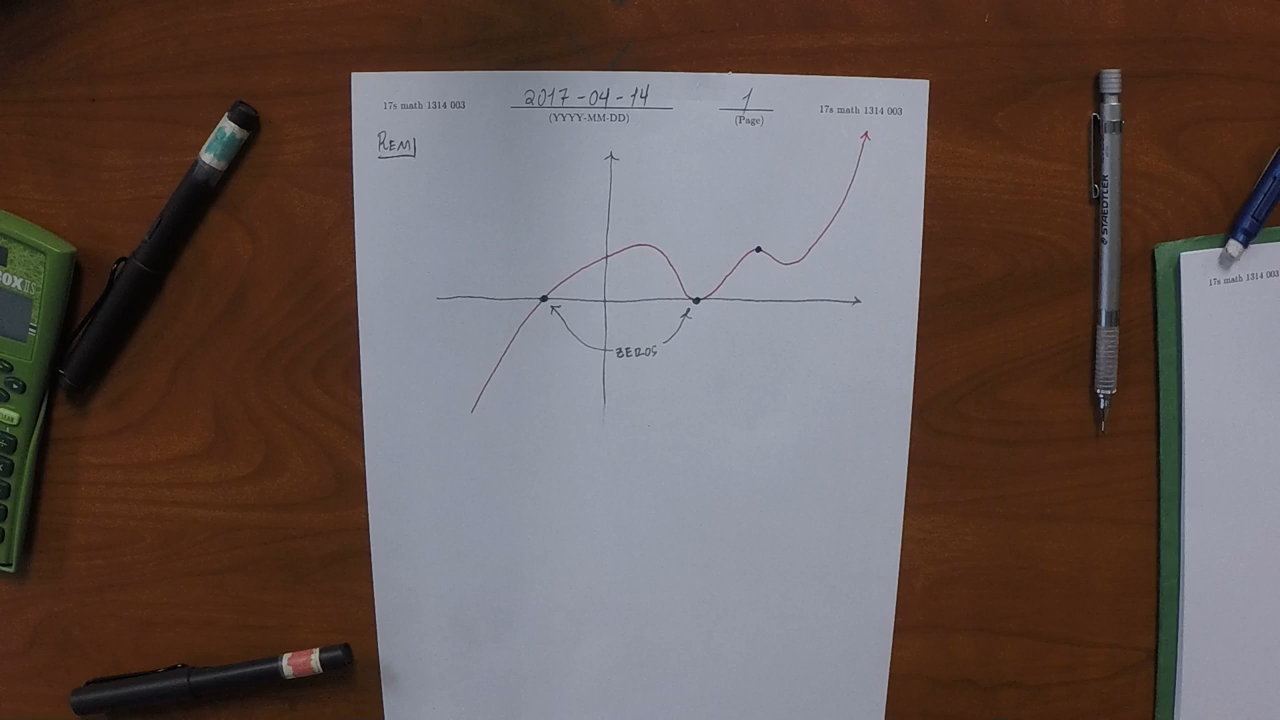 17s math 1314 003 2017-04-14 1 17s math 1314 003
(YYYY-MM-DD) (Page)
REM
ZEROS
STAEDTLER
17s math 1314 003